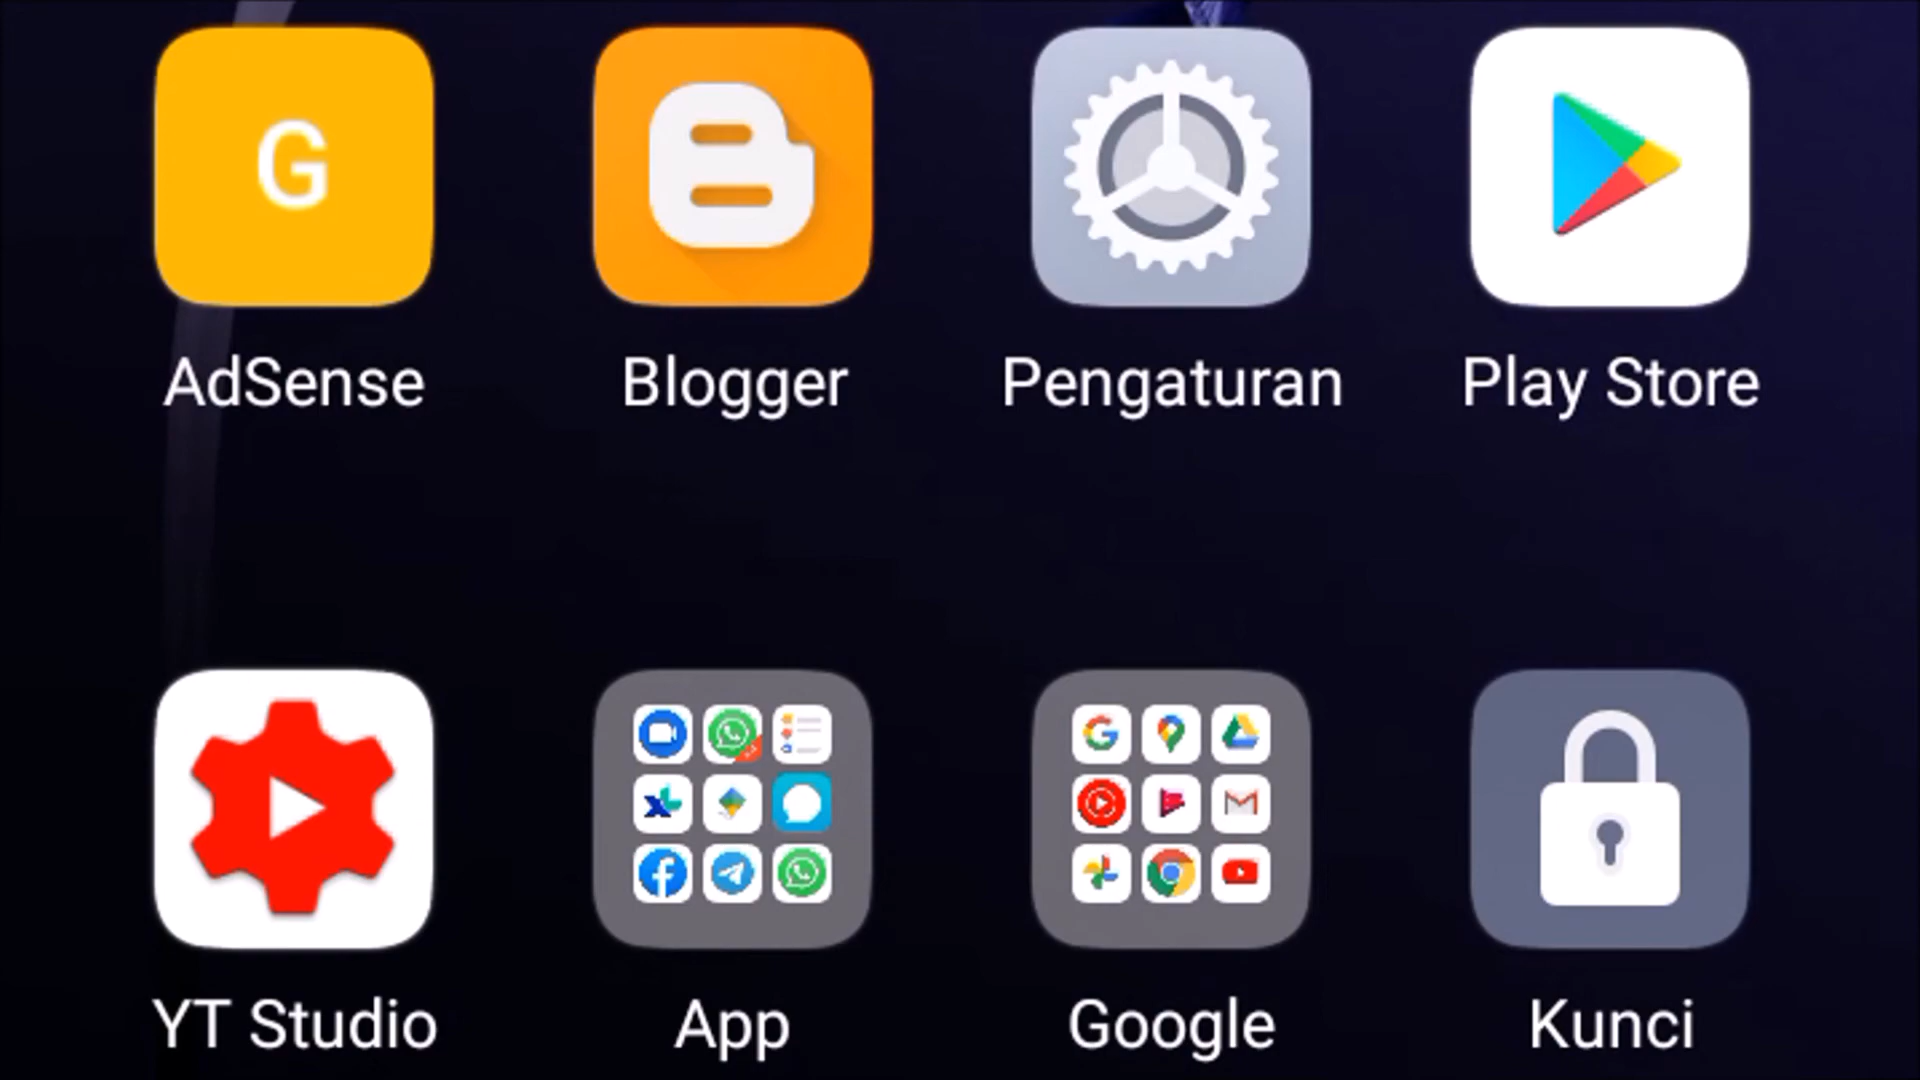 G
AdSense
Blogger
Pengaturan
Play Store
YT Studio
App
Google
Kunci